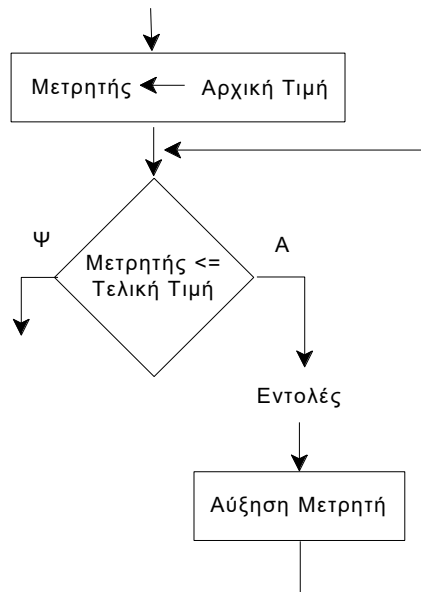 Μετρητής Αρχική Τιμή
Ψ
Α
Μετρητής <=
Τελική Τιμή
Εντολές
Αύξηση Μετρητή